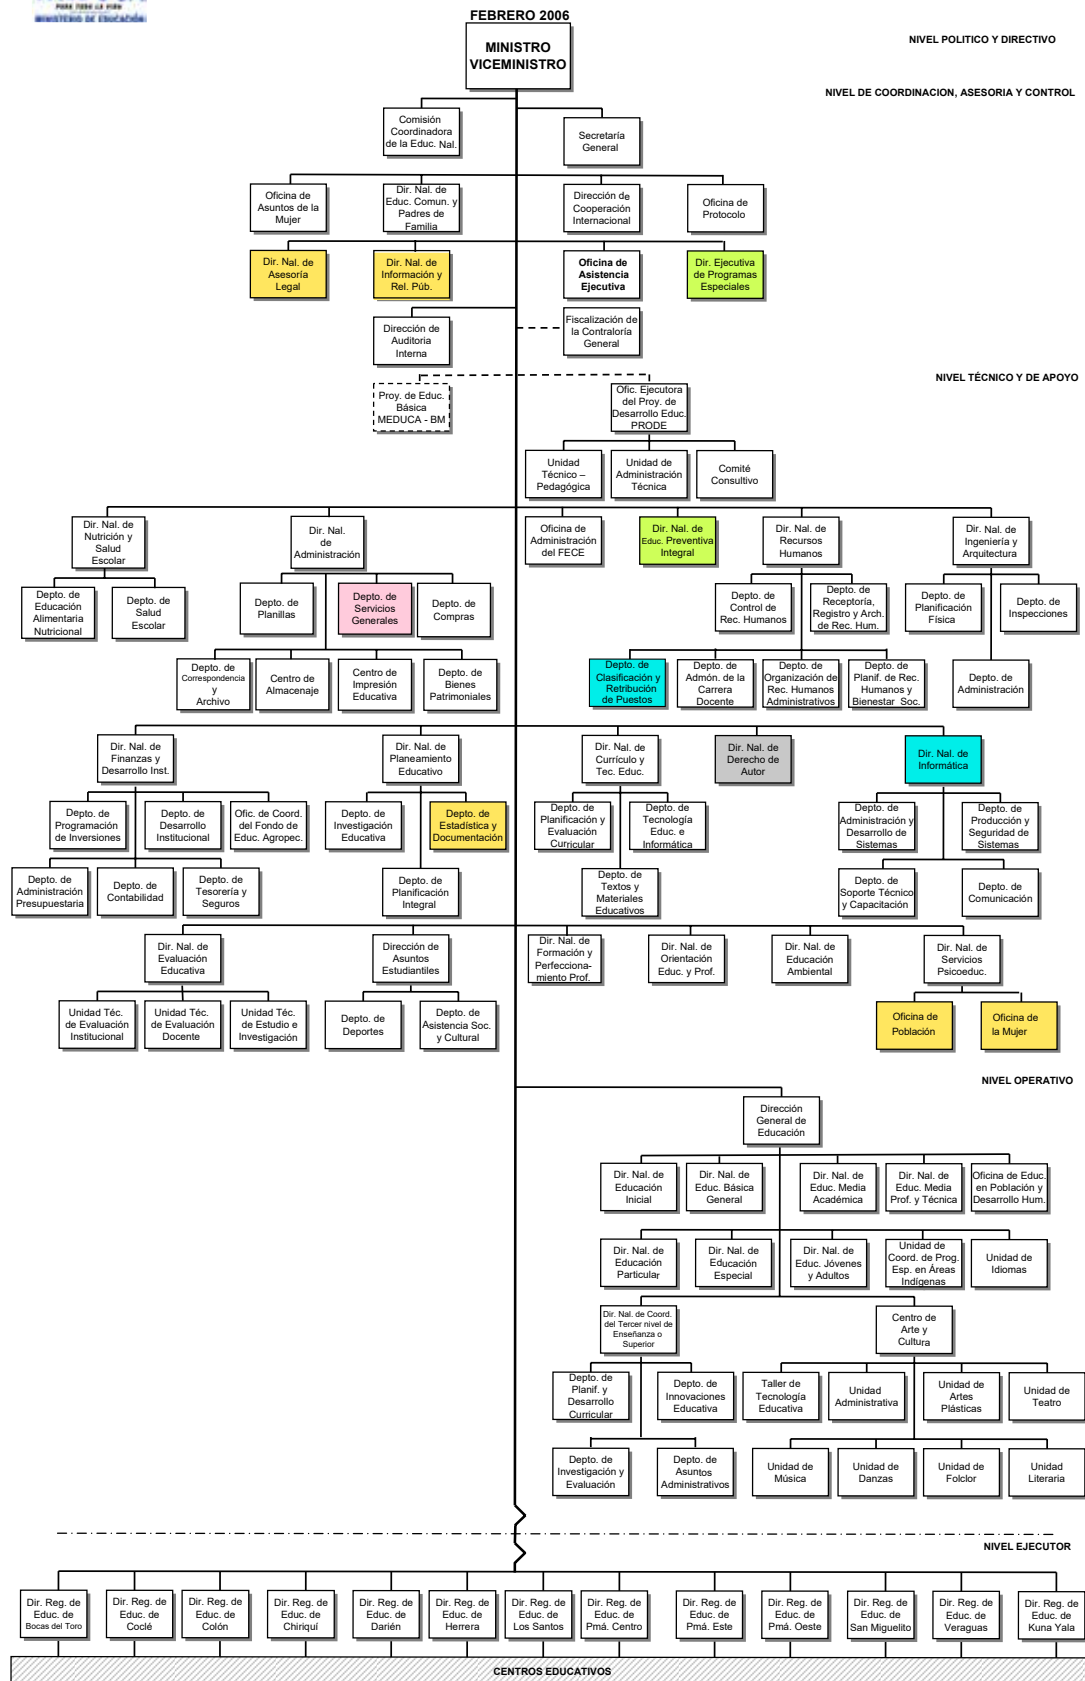 PARA TODA LA VIDA
MINISTERIO DE EDUCACIÓN
FEBRERO 2006
MINISTRO
VICEMINISTRO
NIVEL POLITICO Y DIRECTIVO
NIVEL DE COORDINACION, ASESORIA Y CONTROL
Comisión
Coordinadora
de la Educ. Nal.
Secretaría
General
Oficina de
Asuntos de la
Mujer
Dir. Nal. de
Educ. Comun. y
Padres de
Familia
Dirección de
Cooperación
Internacional
Oficina de
Protocolo
Dir. Nal. de
Asesoría
Legal
Dir. Nal. de
Información y
Rel. Púb.
Oficina de
Asistencia
Ejecutiva
Dir. Ejecutiva
de Programas
Especiales
Dirección de
Auditoria
Interna
Fiscalización de
la Contraloría
General
NIVEL TÉCNICO Y DE APOYO
Proy. de Educ.
Básica
MEDUCA - BM
Ofic. Ejecutora
del Proy. de
Desarrollo Educ.
PRODE
Unidad
Técnico –
Pedagógica
Unidad de
Administración
Técnica
Comité
Consultivo
Dir. Nal. de
Nutrición y
Salud
Escolar
Dir. Nal.
de
Administración
Oficina de
Administración
del FECE
Dir. Nal. de
Educ. Preventiva
Integral
Dir. Nal. de
Recursos
Humanos
Dir. Nal. de
Ingeniería y
Arquitectura
Depto. de
Educación
Alimentaria
Nutricional
Depto. de
Salud
Escolar
Depto. de
Planillas
Depto. de
Servicios
Generales
Depto. de
Compras
Depto. de
Control de
Rec. Humanos
Depto. de
Receptoría,
Registro y Arch.
de Rec. Hum.
Depto. de
Planificación
Física
Depto. de
Inspecciones
Depto. de
Correspondencia
y
Archivo
Centro de
Almacenaje
Centro de
Impresión
Educativa
Depto. de
Bienes
Patrimoniales
Depto. de
Clasificación y
Retribución
de Puestos
Depto. de
Admón. de la
Carrera
Docente
Depto. de
Organización de
Rec. Humanos
Administrativos
Depto. de
Planif. de Rec.
Humanos y
Bienestar Soc.
Depto. de
Administración
Dir. Nal. de
Finanzas y
Desarrollo Inst.
Dir. Nal. de
Planeamiento
Educativo
Dir. Nal. de
Currículo y
Tec. Educ.
Dir. Nal. de
Derecho de
Autor
Dir. Nal. de
Informática
Depto. de
Programación
de Inversiones
Depto. de
Desarrollo
Institucional
Ofic. de Coord.
del Fondo de
Educ. Agropec.
Depto. de
Investigación
Educativa
Depto. de
Estadística y
Documentación
Depto. de
Planificación y
Evaluación
Curricular
Depto. de
Tecnología
Educ. e
Informática
Depto. de
Administración y
Desarrollo de
Sistemas
Depto. de
Producción y
Seguridad de
Sistemas
Depto. de
Administración
Presupuestaria
Depto. de
Contabilidad
Depto. de
Tesorería y
Seguros
Depto. de
Planificación
Integral
Depto. de
Textos y
Materiales
Educativos
Depto. de
Soporte Técnico
y Capacitación
Depto. de
Comunicación
Dir. Nal. de
Evaluación
Educativa
Dirección de
Asuntos
Estudiantiles
Dir. Nal. de
Formación y
Perfecciona-
miento Prof.
Dir. Nal. de
Orientación
Educ. y Prof.
Dir. Nal. de
Educación
Ambiental
Dir. Nal. de
Servicios
Psicoeduc.
Unidad Téc.
de Evaluación
Institucional
Unidad Téc.
de Evaluación
Docente
Unidad Téc.
de Estudio e
Investigación
Depto. de
Deportes
Depto. de
Asistencia Soc.
y Cultural
Oficina de
Población
Oficina de
la Mujer
NIVEL OPERATIVO
Dirección
General de
Educación
Dir. Nal. de
Educación
Inicial
Dir. Nal. de
Educ. Básica
General
Dir. Nal. de
Educ. Media
Académica
Dir. Nal. de
Educ. Media
Prof. y Técnica
Oficina de Educ.
en Población y
Desarrollo Hum.
Dir. Nal. de
Educación
Particular
Dir. Nal. de
Educación
Especial
Dir. Nal. de
Educ. Jóvenes
y Adultos
Unidad de
Coord. de Prog.
Esp. en Áreas
Indígenas
Unidad de
Idiomas
Dir. Nal. de Coord.
del Tercer nivel de
Enseñanza o
Superior
Centro de
Arte y
Cultura
Depto. de
Planif. y
Desarrollo
Curricular
Depto. de
Innovaciones
Educativa
Taller de
Tecnología
Educativa
Unidad
Administrativa
Unidad de
Artes
Plásticas
Unidad de
Teatro
Depto. de
Investigación y
Evaluación
Depto. de
Asuntos
Administrativos
Unidad de
Música
Unidad de
Danzas
Unidad de
Folclor
Unidad
Literaria
NIVEL EJECUTOR
Dir. Reg. de
Educ. de
Bocas del Toro
Dir. Reg. de
Educ. de
Coclé
Dir. Reg. de
Educ. de
Colón
Dir. Reg. de
Educ. de
Chiriquí
Dir. Reg. de
Educ. de
Darién
Dir. Reg. de
Educ. de
Herrera
Dir. Reg. de
Educ. de
Los Santos
Dir. Reg. de
Educ. de
Pmá. Centro
Dir. Reg. de
Educ. de
Pmá. Este
Dir. Reg. de
Educ. de
Pmá. Oeste
Dir. Reg. de
Educ. de
San Miguelito
Dir. Reg. de
Educ. de
Veraguas
Dir. Reg. de
Educ. de
Kuna Yala
CENTROS EDUCATIVOS